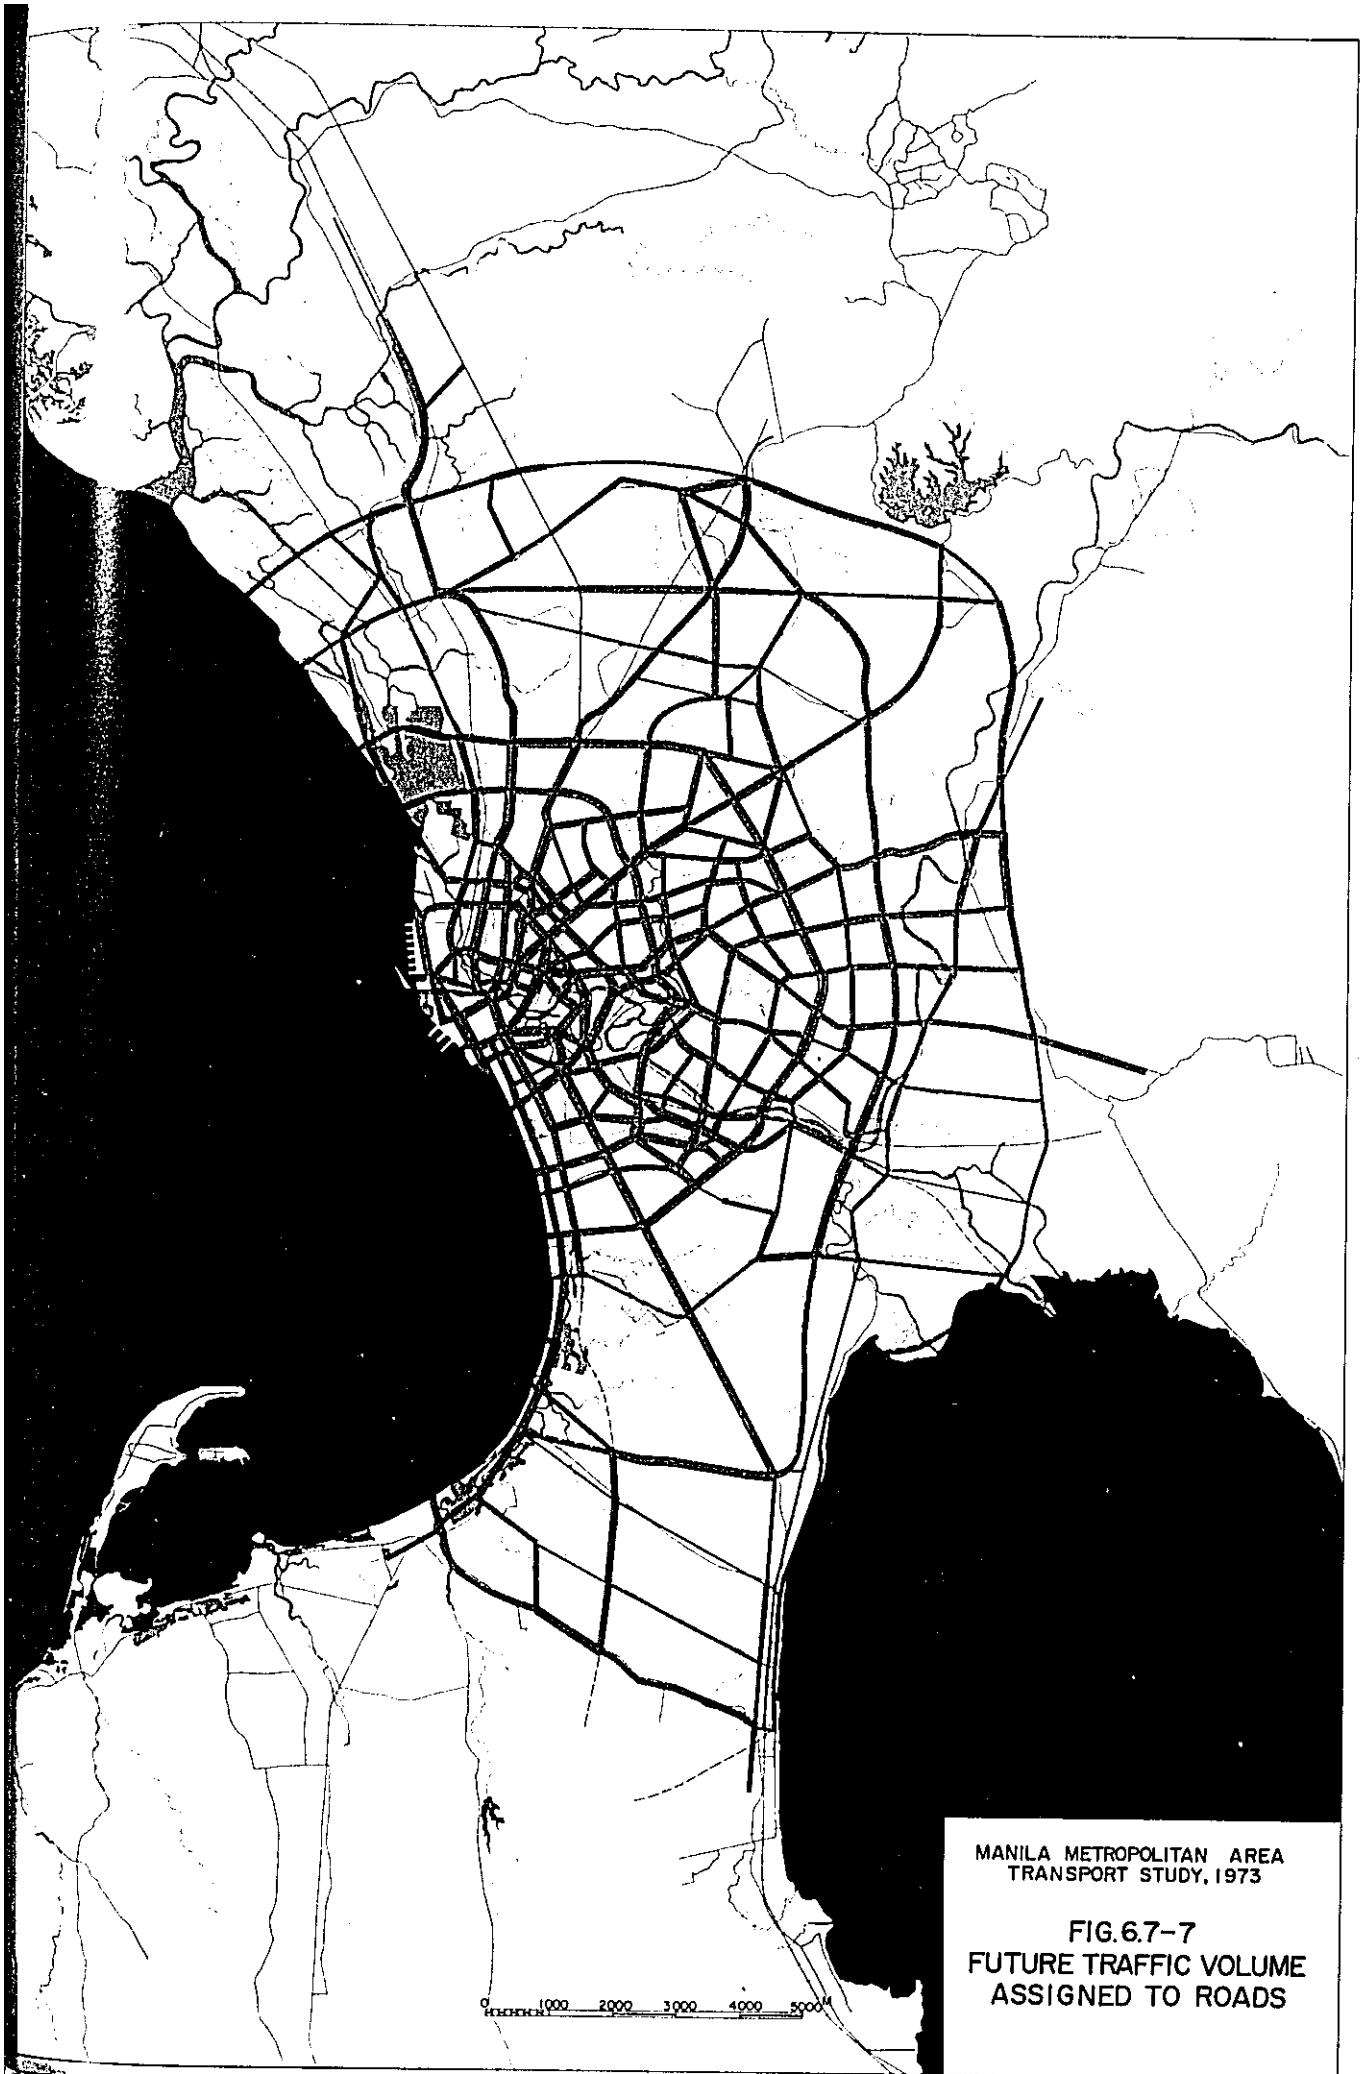 0 1000 2000 3000 4000 5000M
MANILA METROPOLITAN AREA
TRANSPORT STUDY, 1973
FIG.6.7-7
FUTURE TRAFFIC VOLUME
ASSIGNED TO ROADS